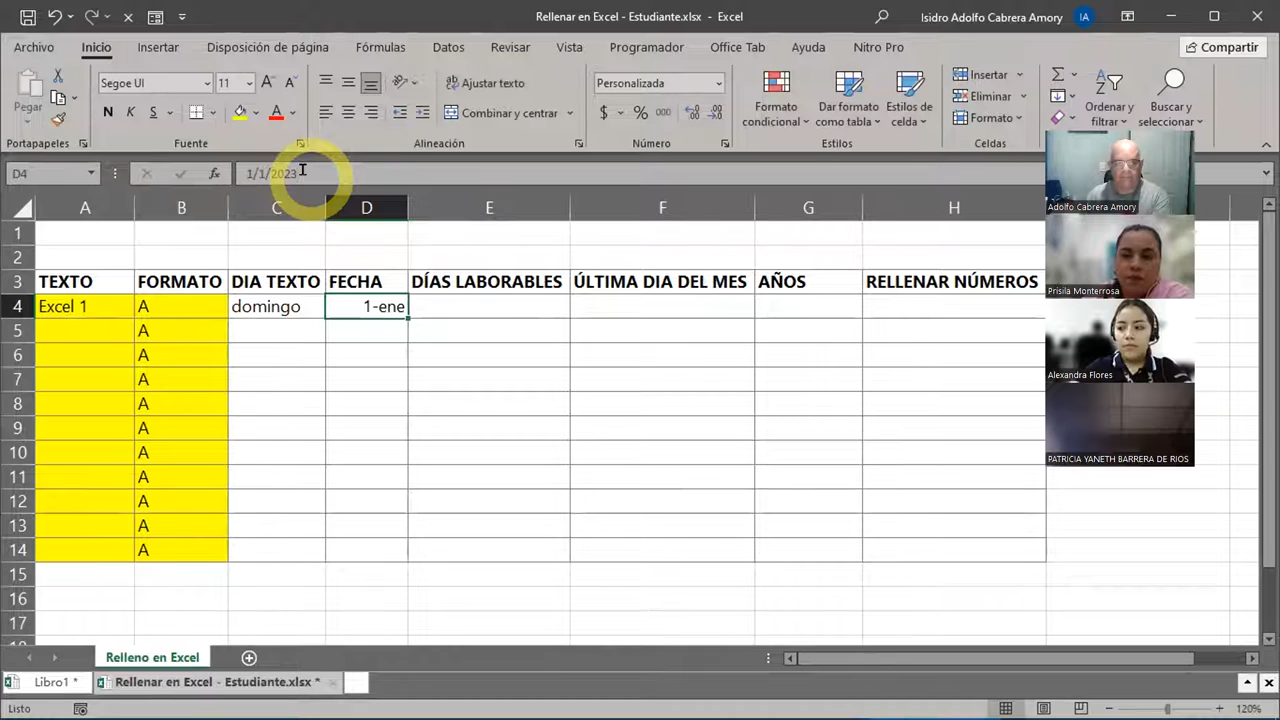 Rellenar en Excel - Estudiante.xlsx - Excel
Isidro Adolfo Cabrera Amory IA
Archivo Inicio Insertar Disposición de página Fórmulas Datos Revisar Vista Programador Office Tab Ayuda Nitro Pro Compartir
Pegar
Segoe UI 11
N K S
Ajustar texto
Combinar y centrar
Personalizada
$ % 000
Formato condicional
Dar formato como tabla
Estilos de celda
Insertar
Eliminar
Formato
Ordenar y filtrar
Buscar y seleccionar
Portapapeles Fuente Alineación Número Estilos Celdas
D4 fx 1/1/2023
A B C D E F G H
1
2
3 TEXTO FORMATO DIA TEXTO FECHA DÍAS LABORABLES ÚLTIMA DIA DEL MES AÑOS RELLENAR NÚMEROS
4 Excel 1 A domingo 1-ene
5 A
6 A
7 A
8 A
9 A
10 A
11 A
12 A
13 A
14 A
15
16
17
Adolfo Cabrera Amory
Prisila Monterrosa
Alexandra Flores
PATRICIA YANETH BARRERA DE RIOS
Relleno en Excel
Libro1 * Rellenar en Excel - Estudiante.xlsx *
Listo 120%